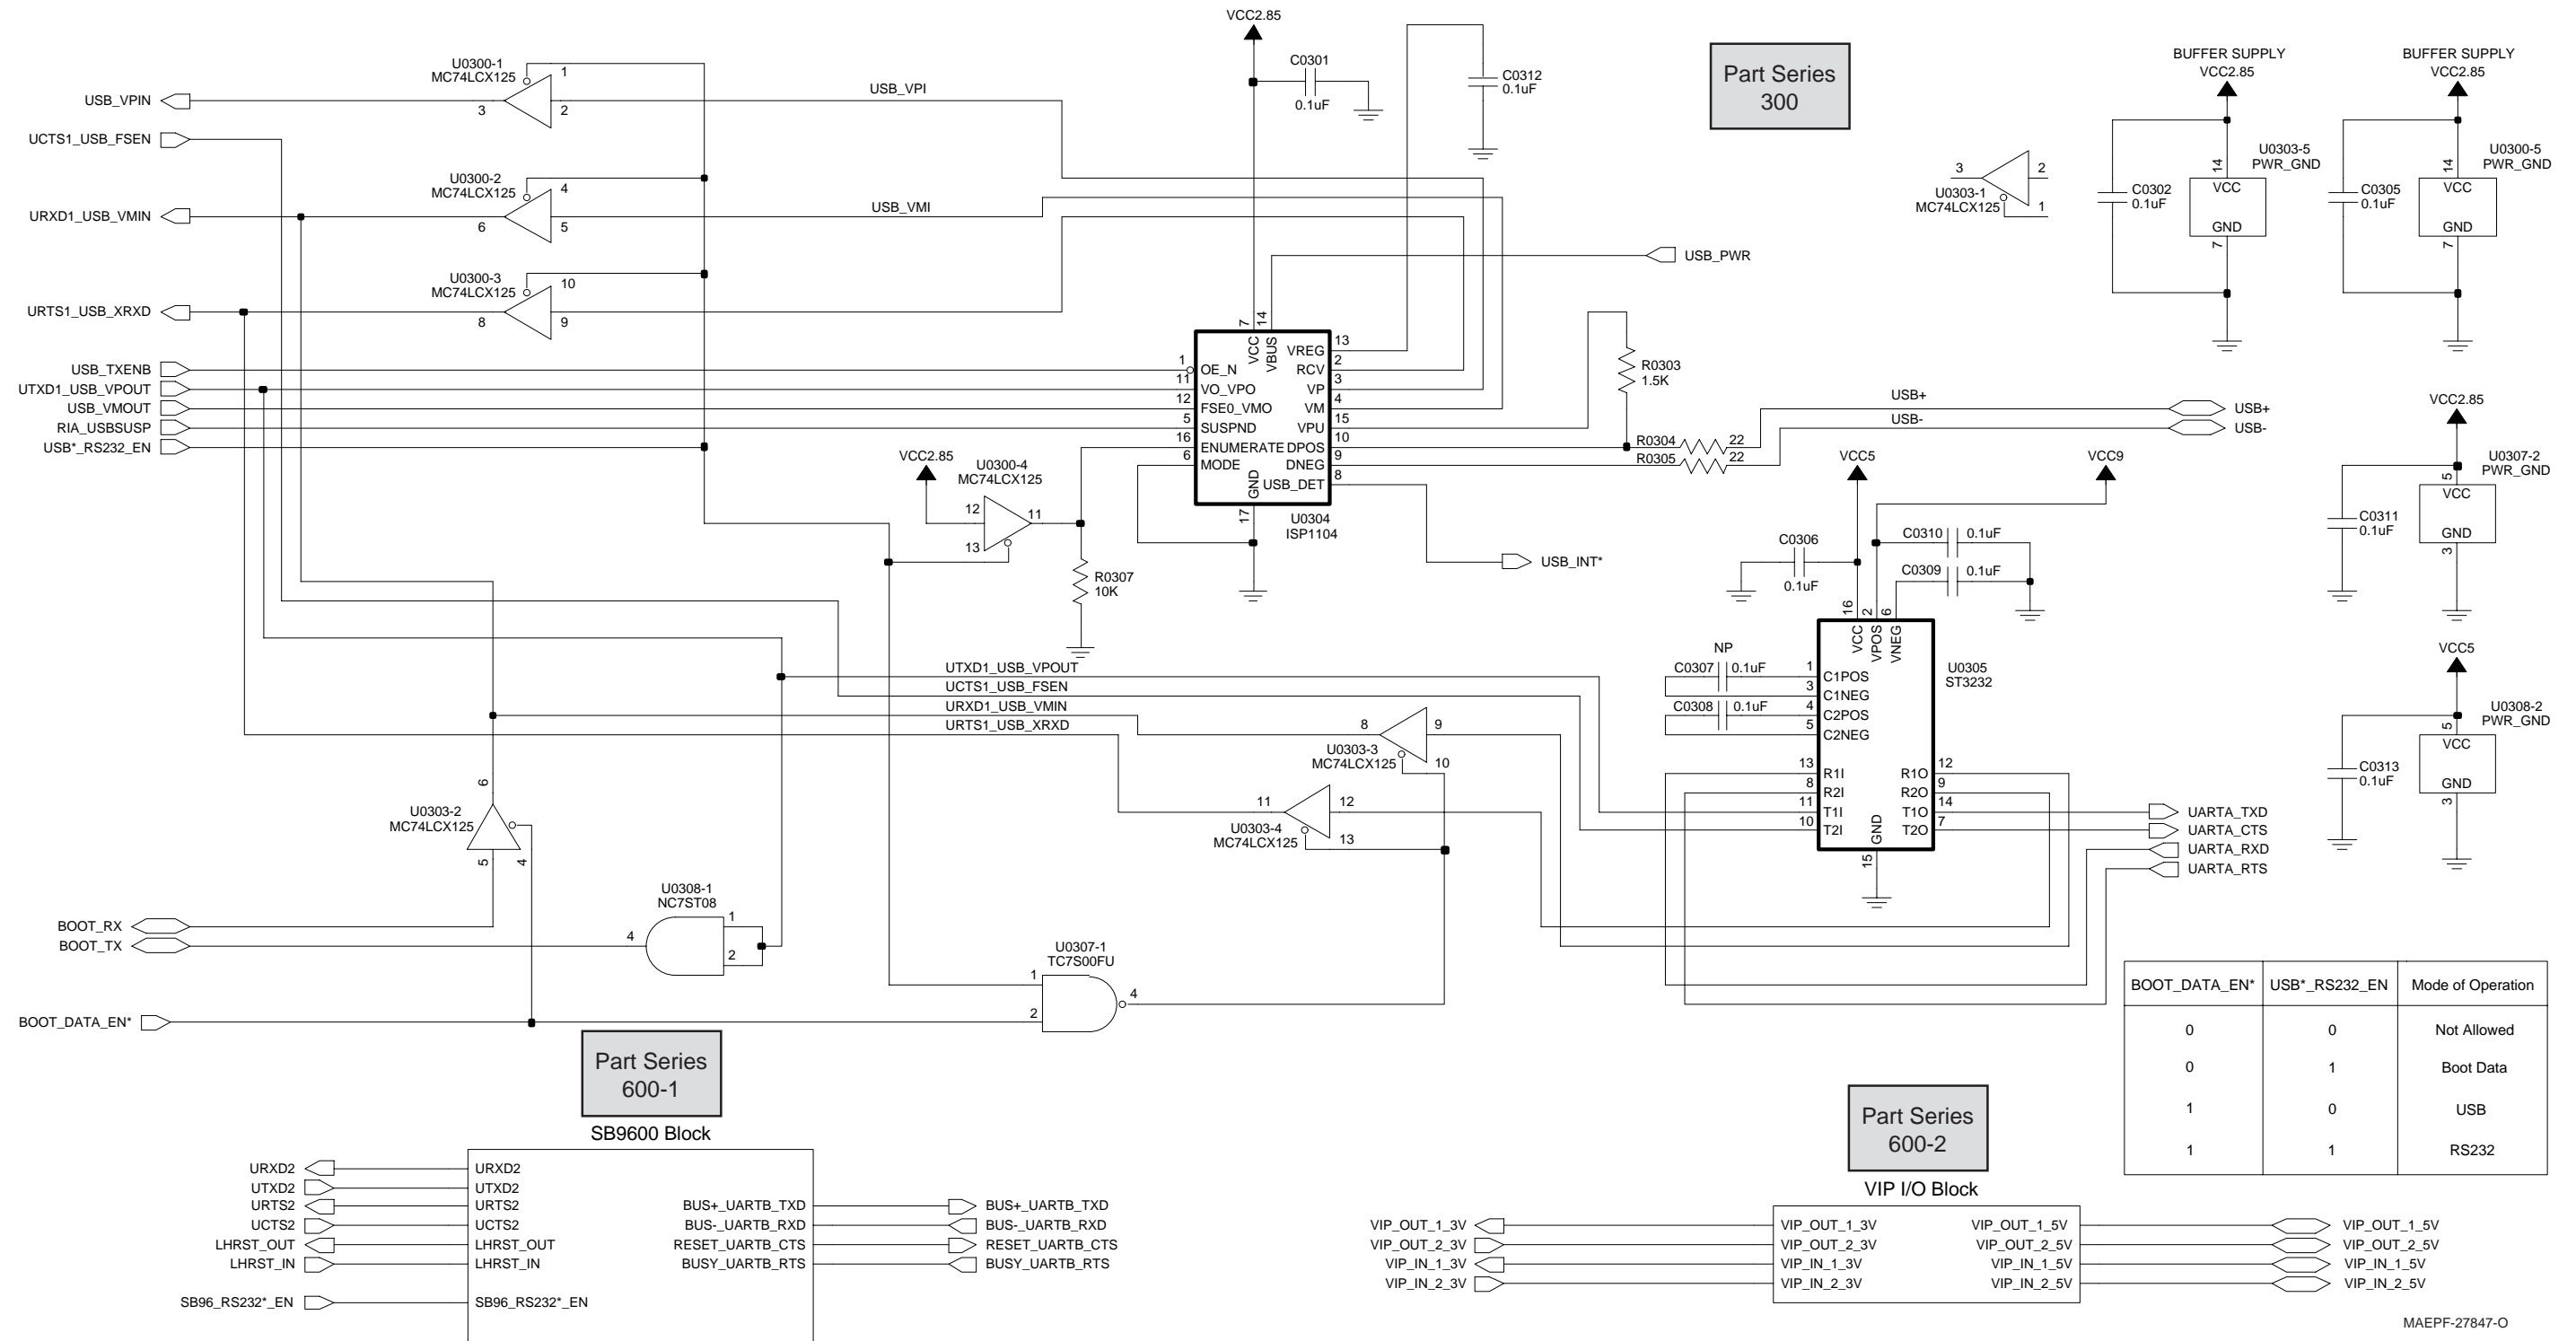 VCC2.85
C0301
0.1uF
C0312
0.1uF
Part Series
300
U0300-1
MC74LCX125
1
3
2
USB_VPIN
USB_VPI
UCTS1_USB_FSEN
U0300-2
MC74LCX125
4
6
5
URXD1_USB_VMIN
USB_VMI
U0300-3
MC74LCX125
10
8
9
URTS1_USB_XRXD
USB_TXENB
UTXD1_USB_VPOUT
USB_VMOUT
RIA_USBSUSP
USB*_RS232_EN
USB_PWR
7
14
VCC
VBUS
1
OE_N
11
VO_VPO
12
FSE0_VMO
5
SUSPND
16
ENUMERATE
6
MODE
GND
17
VREG
13
RCV
2
VP
3
VM
4
VPU
15
DPOS
10
DNEG
9
USB_DET
8
U0304
ISP1104
R0303
1.5K
R0304
22
R0305
22
USB+
USB-
USB+
USB-
USB_INT*
VCC2.85
U0300-4
MC74LCX125
12
11
13
R0307
10K
3
2
U0303-1
MC74LCX125
1
BUFFER SUPPLY
VCC2.85
U0303-5
PWR_GND
14
VCC
GND
7
C0302
0.1uF
BUFFER SUPPLY
VCC2.85
U0300-5
PWR_GND
14
VCC
GND
7
C0305
0.1uF
VCC2.85
U0307-2
PWR_GND
5
VCC
GND
3
C0311
0.1uF
VCC5
U0308-2
PWR_GND
5
VCC
GND
3
C0313
0.1uF
VCC5
VCC9
C0306
0.1uF
C0310
0.1uF
C0309
0.1uF
16
2
6
VCC
VPOS
VNEG
U0305
ST3232
NP
C0307
0.1uF
C0308
0.1uF
1
C1POS
3
C1NEG
4
C2POS
5
C2NEG
13
R1I
8
R2I
11
T1I
10
T2I
R1O
12
R2O
9
T1O
14
T2O
7
GND
15
UARTA_TXD
UARTA_CTS
UARTA_RXD
UARTA_RTS
UTXD1_USB_VPOUT
UCTS1_USB_FSEN
URXD1_USB_VMIN
URTS1_USB_XRXD
8
9
U0303-3
MC74LCX125
10
11
12
U0303-4
MC74LCX125
13
6
U0303-2
MC74LCX125
5
4
U0308-1
NC7ST08
4
1
2
BOOT_RX
BOOT_TX
U0307-1
TC7S00FU
1
2
4
BOOT_DATA_EN*
BOOT_DATA_EN* USB*_RS232_EN Mode of Operation
0 0 Not Allowed
0 1 Boot Data
1 0 USB
1 1 RS232
Part Series
600-1
SB9600 Block
URXD2
UTXD2
URTS2
UCTS2
LHRST_OUT
LHRST_IN
SB96_RS232*_EN
URXD2
UTXD2
URTS2
UCTS2
LHRST_OUT
LHRST_IN
SB96_RS232*_EN
BUS+_UARTB_TXD
BUS-_UARTB_RXD
RESET_UARTB_CTS
BUSY_UARTB_RTS
BUS+_UARTB_TXD
BUS-_UARTB_RXD
RESET_UARTB_CTS
BUSY_UARTB_RTS
Part Series
600-2
VIP I/O Block
VIP_OUT_1_3V
VIP_OUT_2_3V
VIP_IN_1_3V
VIP_IN_2_3V
VIP_OUT_1_3V
VIP_OUT_2_3V
VIP_IN_1_3V
VIP_IN_2_3V
VIP_OUT_1_5V
VIP_OUT_2_5V
VIP_IN_1_5V
VIP_IN_2_5V
VIP_OUT_1_5V
VIP_OUT_2_5V
VIP_IN_1_5V
VIP_IN_2_5V
MAEPF-27847-O